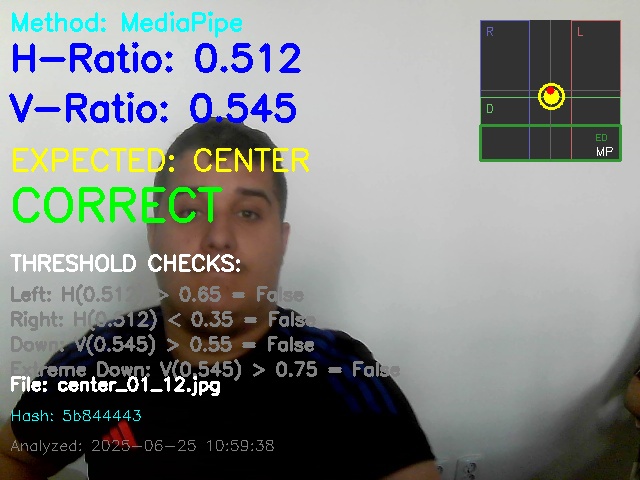 Method: MediaPipe
H-Ratio: 0.512
V-Ratio: 0.545
EXPECTED: CENTER
CORRECT
THRESHOLD CHECKS:
Left: H(0.512) > 0.65 = False
Right: H(0.512) < 0.35 = False
Down: V(0.545) > 0.55 = False
Extreme Down: V(0.545) > 0.75 = False
File: center_01_12.jpg
Hash: 5b844443
Analyzed: 2025-06-25 10:59:38
R L
D
ED
MP